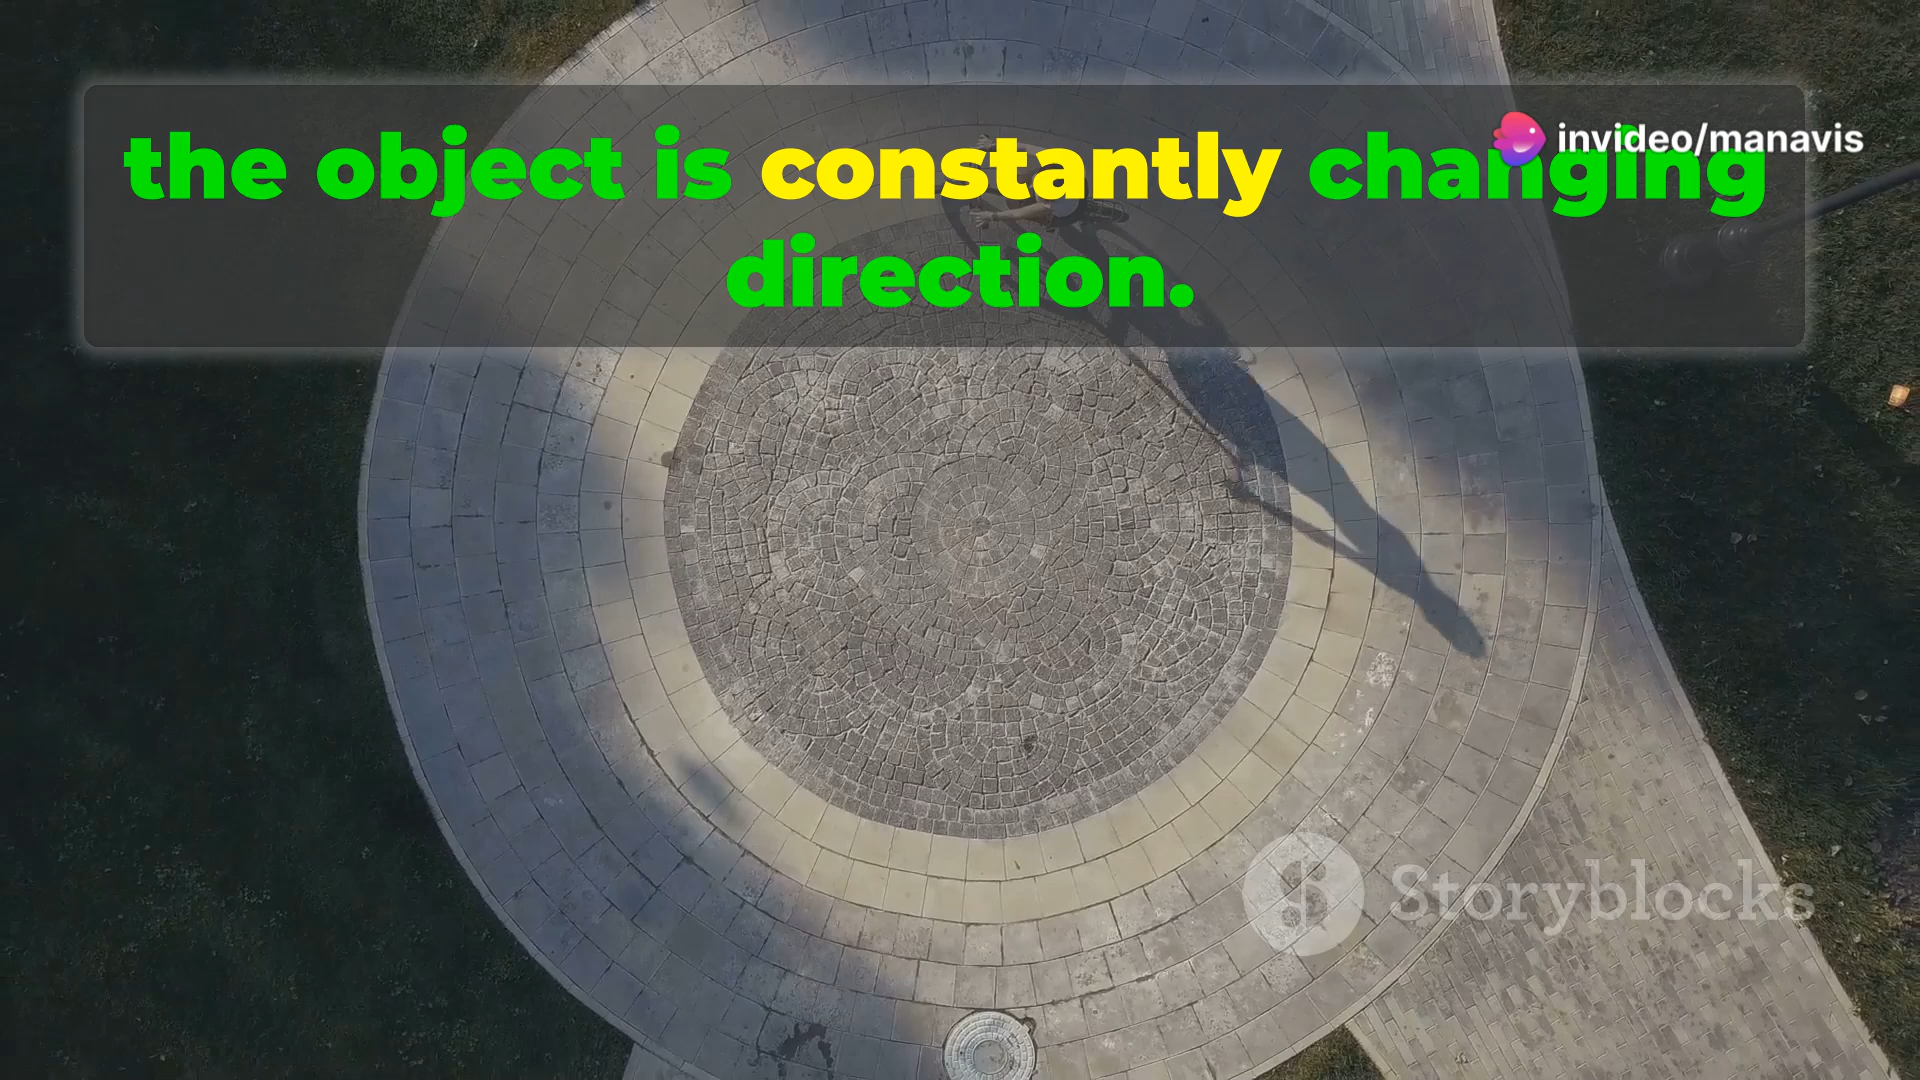 the object is constantly changing
direction.
invideo/manavis
Storyblocks